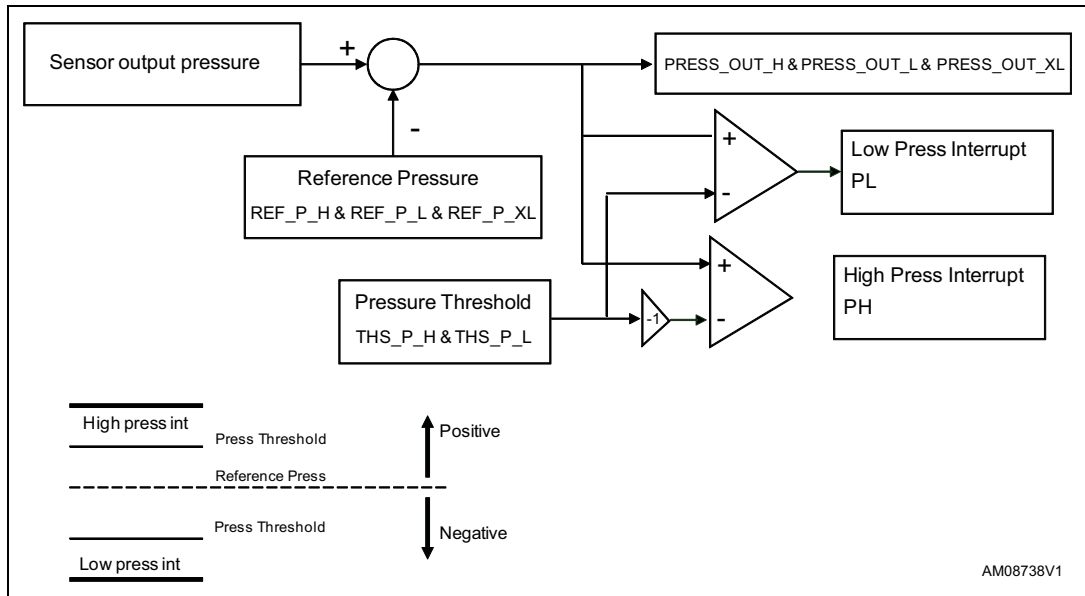 Sensor output pressure
+
-
PRESS_OUT_H & PRESS_OUT_L & PRESS_OUT_XL
Reference Pressure
REF_P_H & REF_P_L & REF_P_XL
+
-
Low Press Interrupt
PL
Pressure Threshold
THS_P_H & THS_P_L
-1
+
-
High Press Interrupt
PH
High press int
Press Threshold
Reference Press
Press Threshold
Low press int
Positive
Negative
AM08738V1